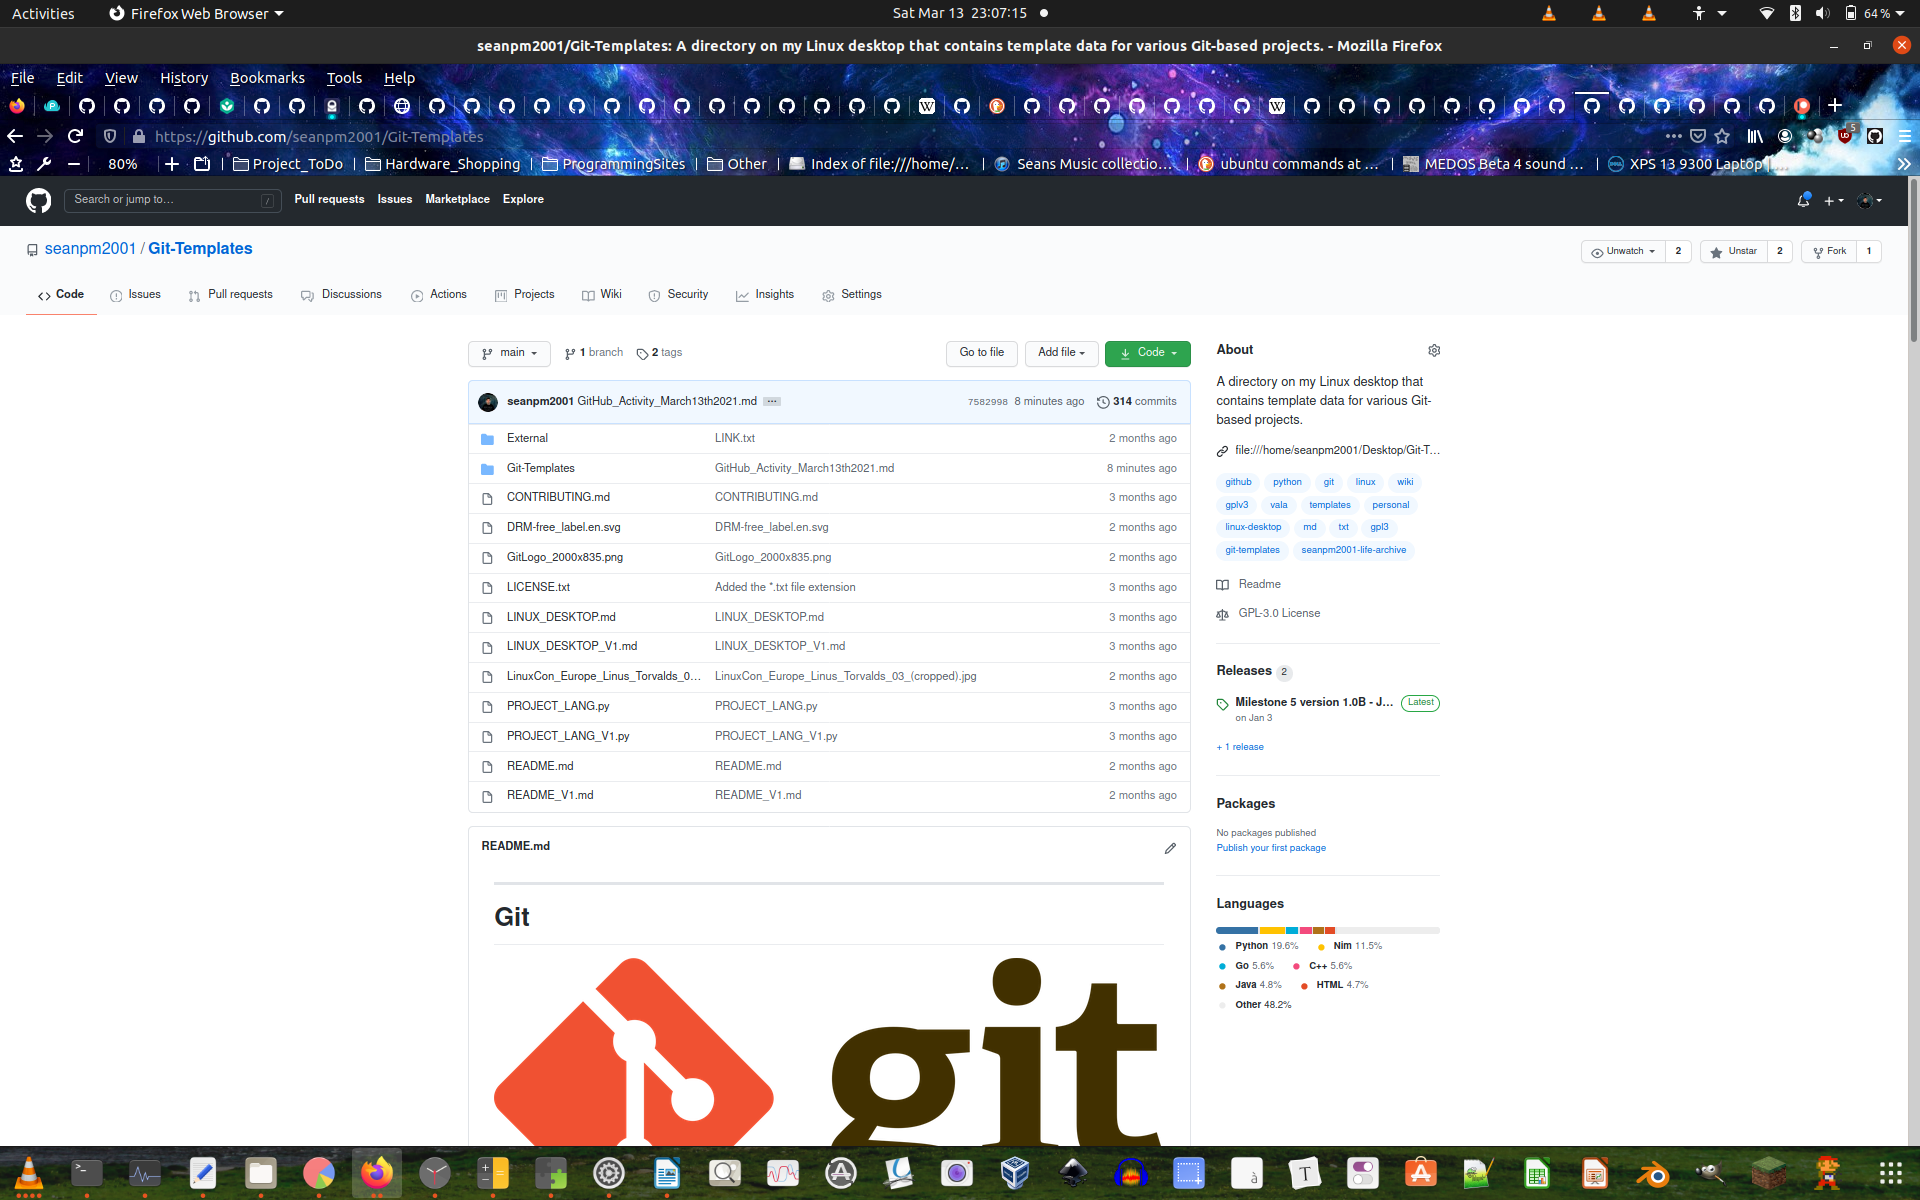 Activities Firefox Web Browser Sat Mar 13 23:07:15 64 %
seanpm2001/Git-Templates: A directory on my Linux desktop that contains template data for various Git-based projects. - Mozilla Firefox
File Edit View History Bookmarks Tools Help
https://github.com/seanpm2001/Git-Templates 5
80% Project_ToDo Hardware_Shopping ProgrammingSites Other Index of file:///home/... Seans Music collectio... ubuntu commands at ... MEDOS Beta 4 sound ... XPS 13 9300 Laptop
Search or jump to... / Pull requests Issues Marketplace Explore
seanpm2001 / Git-Templates Unwatch 2 Unstar 2 Fork 1
Code Issues Pull requests Discussions Actions Projects Wiki Security Insights Settings
main 1 branch 2 tags Go to file Add file Code
seanpm2001 GitHub_Activity_March13th2021.md ... 7582998 8 minutes ago 314 commits
External LINK.txt 2 months ago
Git-Templates GitHub_Activity_March13th2021.md 8 minutes ago
CONTRIBUTING.md CONTRIBUTING.md 3 months ago
DRM-free_label.en.svg DRM-free_label.en.svg 2 months ago
GitLogo_2000x835.png GitLogo_2000x835.png 2 months ago
LICENSE.txt Added the *.txt file extension 3 months ago
LINUX_DESKTOP.md LINUX_DESKTOP.md 3 months ago
LINUX_DESKTOP_V1.md LINUX_DESKTOP_V1.md 3 months ago
LinuxCon_Europe_Linus_Torvalds_0... LinuxCon_Europe_Linus_Torvalds_03_(cropped).jpg 2 months ago
PROJECT_LANG.py PROJECT_LANG.py 3 months ago
PROJECT_LANG_V1.py PROJECT_LANG_V1.py 3 months ago
README.md README.md 2 months ago
README_V1.md README_V1.md 2 months ago
README.md
Git
git
About
A directory on my Linux desktop that
contains template data for various Git-
based projects.
file:///home/seanpm2001/Desktop/Git-T...
github python git linux wiki
gplv3 vala templates personal
linux-desktop md txt gpl3
git-templates seanpm2001-life-archive
Readme
GPL-3.0 License
Releases 2
Milestone 5 version 1.0B - J... Latest
on Jan 3
+ 1 release
Packages
No packages published
Publish your first package
Languages
Python 19.6% Nim 11.5%
Go 5.6% C++ 5.6%
Java 4.8% HTML 4.7%
Other 48.2%